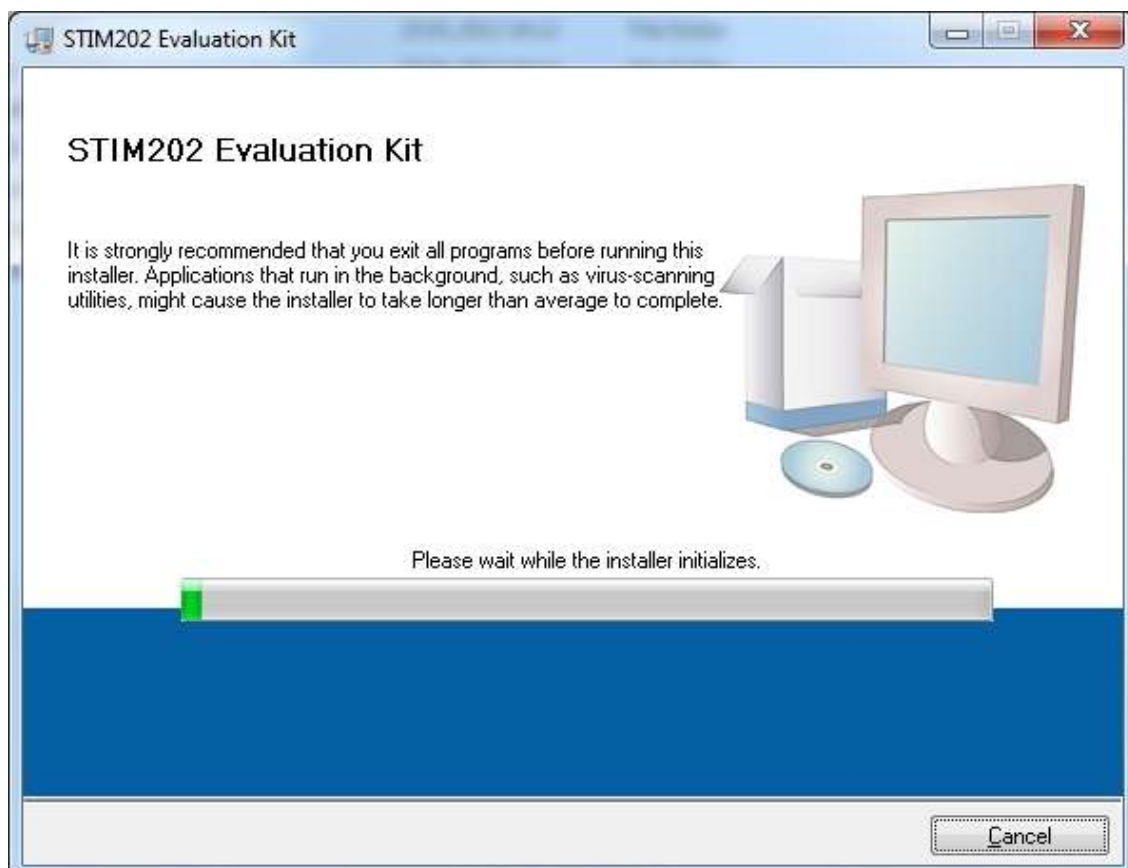 STIM202 Evaluation Kit
STIM202 Evaluation Kit
It is strongly recommended that you exit all programs before running this
installer. Applications that run in the background, such as virus-scanning
utilities, might cause the installer to take longer than average to complete.
Please wait while the installer initializes.
Cancel